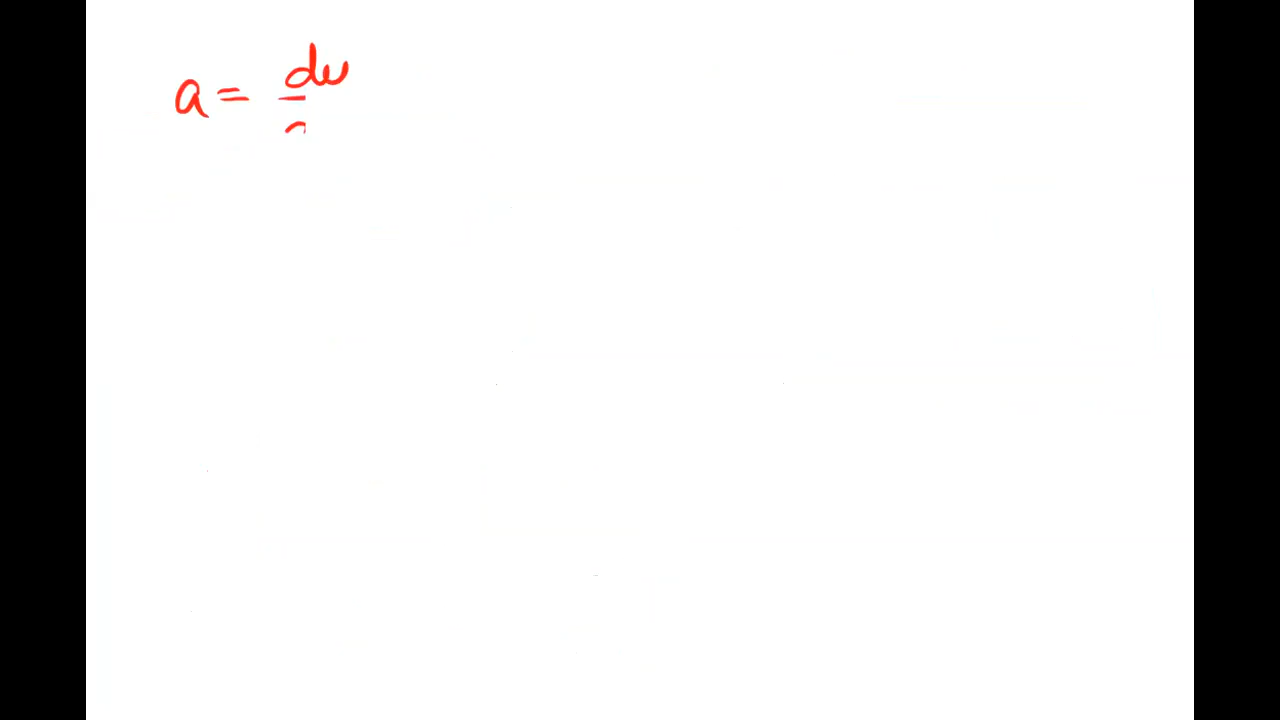 a = dv